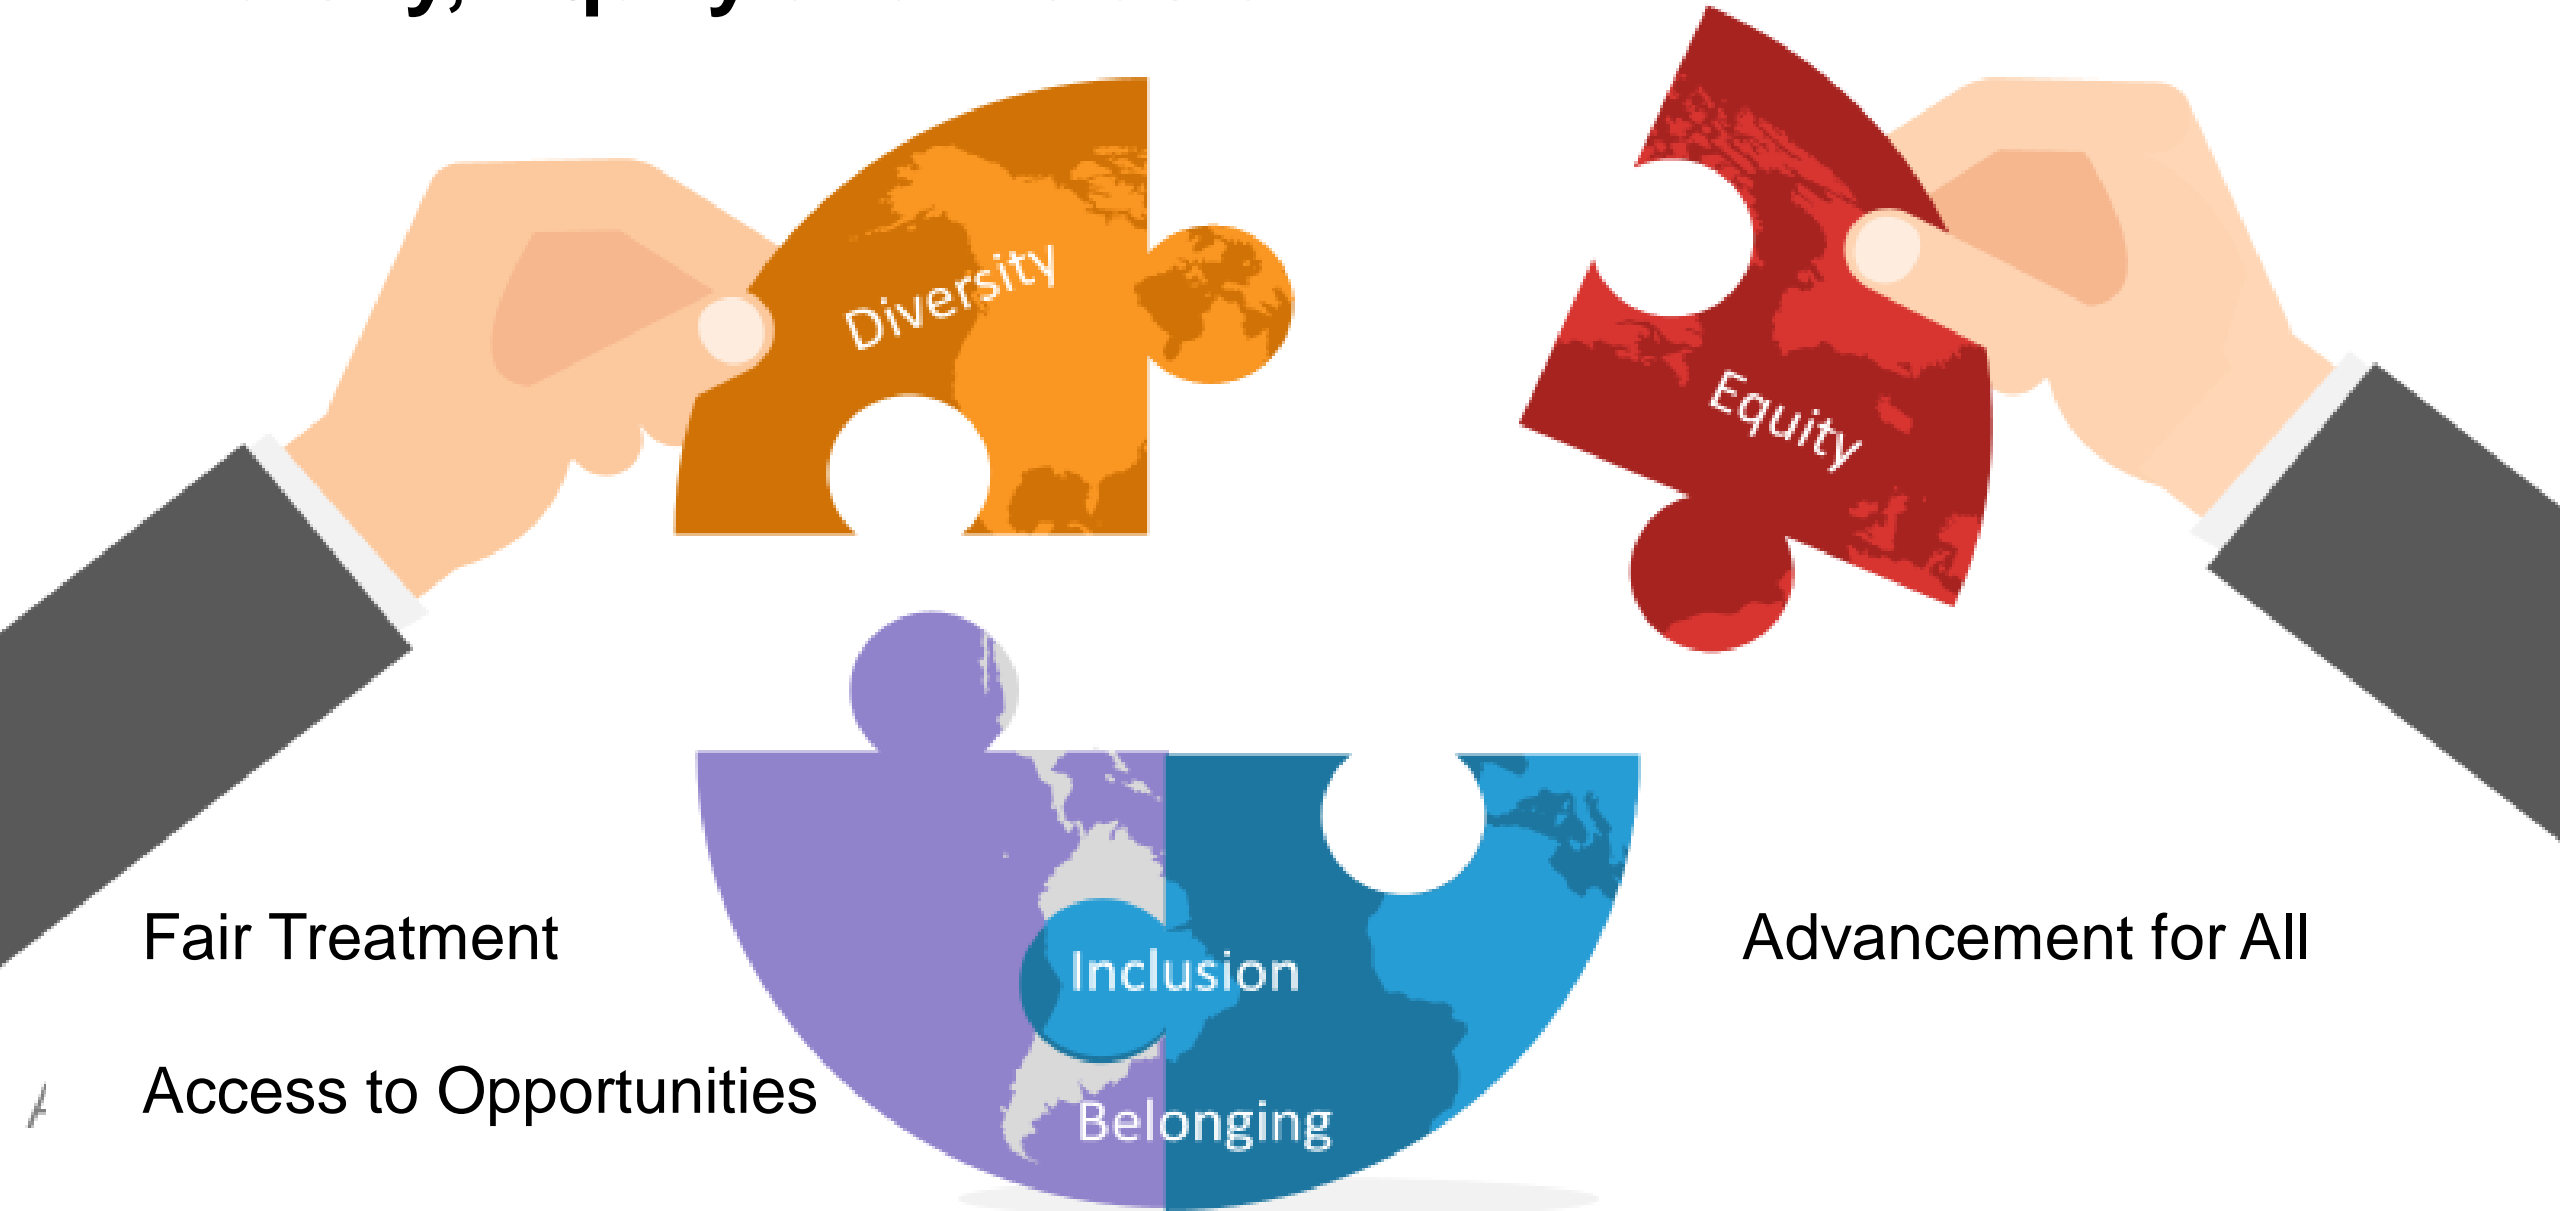 Diversity
Equity
Fair Treatment
Advancement for All
Inclusion
Access to Opportunities
Belonging